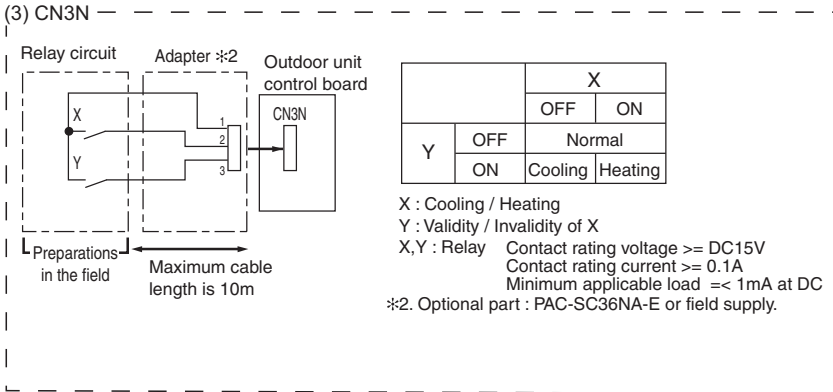 (3) CN3N
Relay circuit
Adapter ✻2
Outdoor unit
control board
X
Y
1
2
3
CN3N
Preparations
in the field
Maximum cable
length is 10m
X
OFF ON
Y OFF Normal
ON Cooling Heating
X : Cooling / Heating
Y : Validity / Invalidity of X
X,Y : Relay Contact rating voltage >= DC15V
Contact rating current >= 0.1A
Minimum applicable load =< 1mA at DC
✻2. Optional part : PAC-SC36NA-E or field supply.